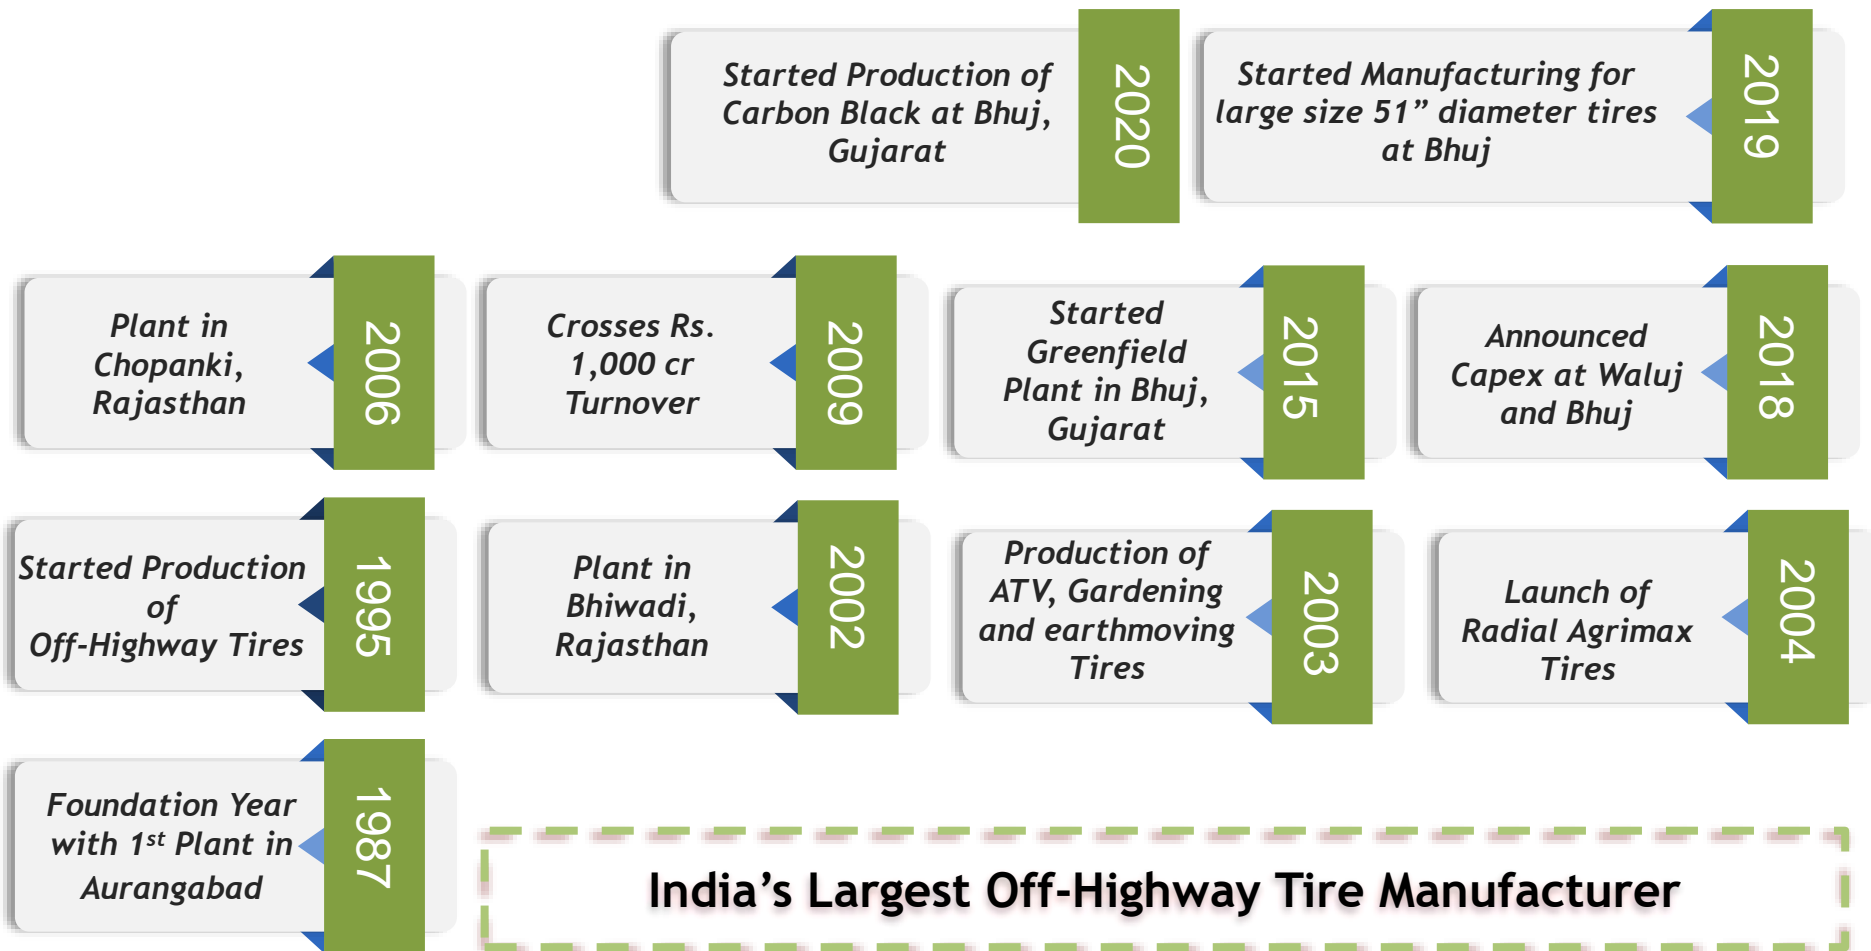 Started Production of
Carbon Black at Bhuj,
Gujarat
2020
Started Manufacturing for
large size 51” diameter tires
at Bhuj
2019
Plant in
Chopanki,
Rajasthan
2006
Crosses Rs.
1,000 cr
Turnover
2009
Started
Greenfield
Plant in Bhuj,
Gujarat
2015
Announced
Capex at Waluj
and Bhuj
2018
Started Production
of
Off-Highway Tires
1995
Plant in
Bhiwadi,
Rajasthan
2002
Production of
ATV, Gardening
and earthmoving
Tires
2003
Launch of
Radial Agrimax
Tires
2004
Foundation Year
with 1st Plant in
Aurangabad
1987
India’s Largest Off-Highway Tire Manufacturer